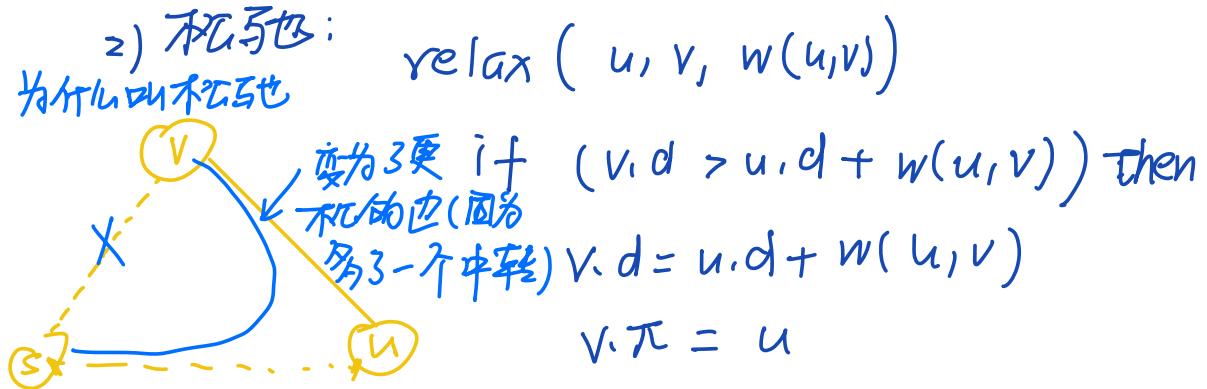 2) 松弛:
relax ( u, v, w(u,v))
为什么叫松弛
v
变为了更
松的边(因为
多了一个中转)
if (v.d > u.d + w(u,v)) then
v.d = u.d + w(u,v)
v.π = u
s
u